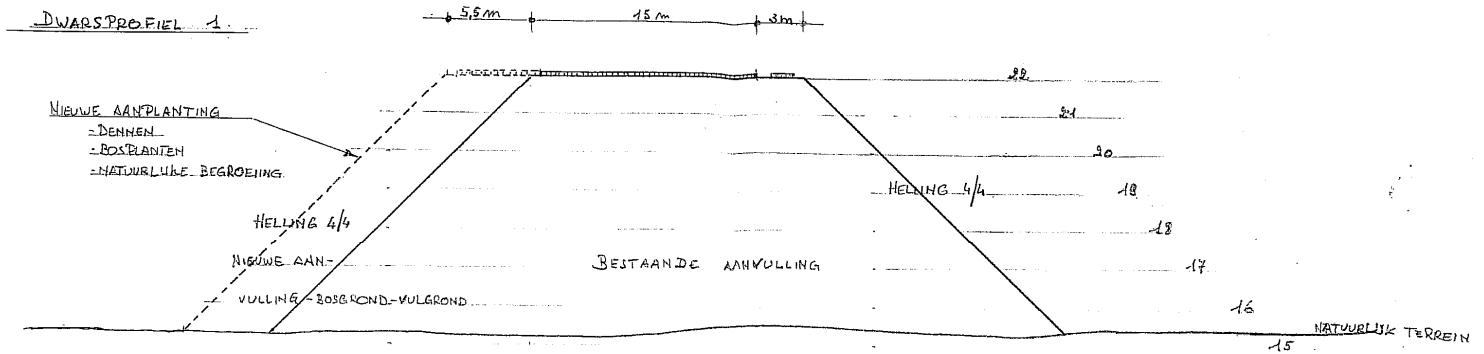 DWARSPROFIEL 1.
5,5m 15m 3m
22
NIEUWE AANPLANTING
-DENNEN
-BOSPLANTEN
-NATUURLIJKE BEGROEIING
21
20
HELLING 4/4 19
HELLING 4/4
18
NIEUWE AAN- BESTAANDE AANVULLING 17
VULLING-BOSGROND-VULGROND
16
NATUURLIJK TERREIN
15